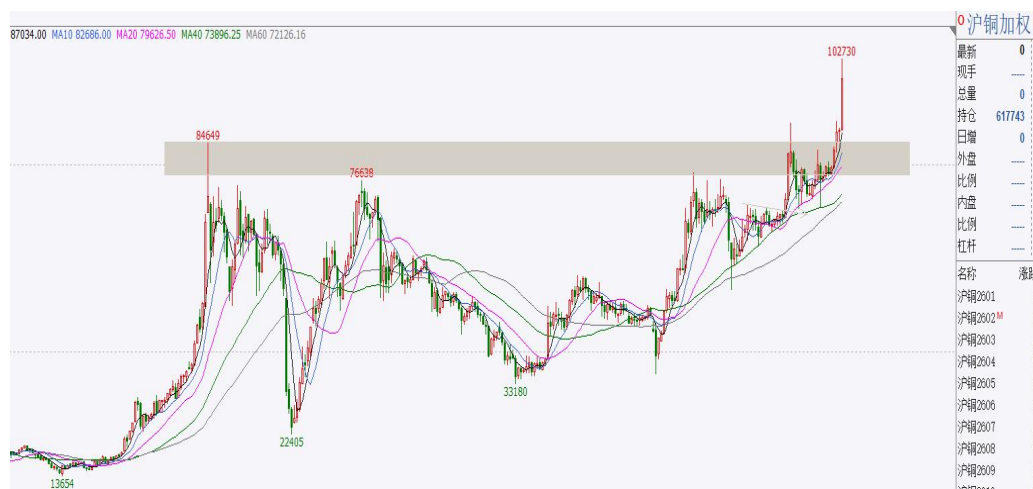 87034.00 MA10 82686.00 MA20 79626.50 MA40 73896.25 MA60 72126.16
102730
84649
76638
33180
22405
13654
沪铜加权
最新 0
现手 -----
总量 0
持仓 617743
日增 0
外盘 -----
比例 -----
内盘 -----
比例 -----
杠杆 -----
名称
沪铜2601
沪铜2602 M
沪铜2603
沪铜2604
沪铜2605
沪铜2606
沪铜2607
沪铜2608
沪铜2609